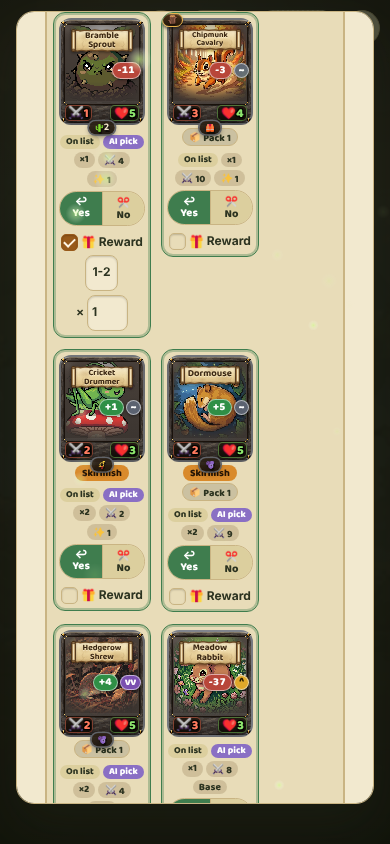 Bramble
Sprout
-11
1
5
2
On list
AI pick
×1
4
1
Yes
No
Reward
1-2
× 1
Chipmunk
Cavalry
-3
–
3
4
Pack 1
On list
×1
10
1
Yes
No
Reward
Cricket
Drummer
+1
–
2
3
Skirmish
On list
AI pick
×2
2
1
Yes
No
Reward
Dormouse
+5
–
2
5
Skirmish
Pack 1
On list
AI pick
×2
9
Yes
No
Reward
Hedgerow
Shrew
+4
vv
2
5
Pack 1
On list
AI pick
×2
4
Meadow
Rabbit
-37
^
3
3
On list
AI pick
×1
8
Base